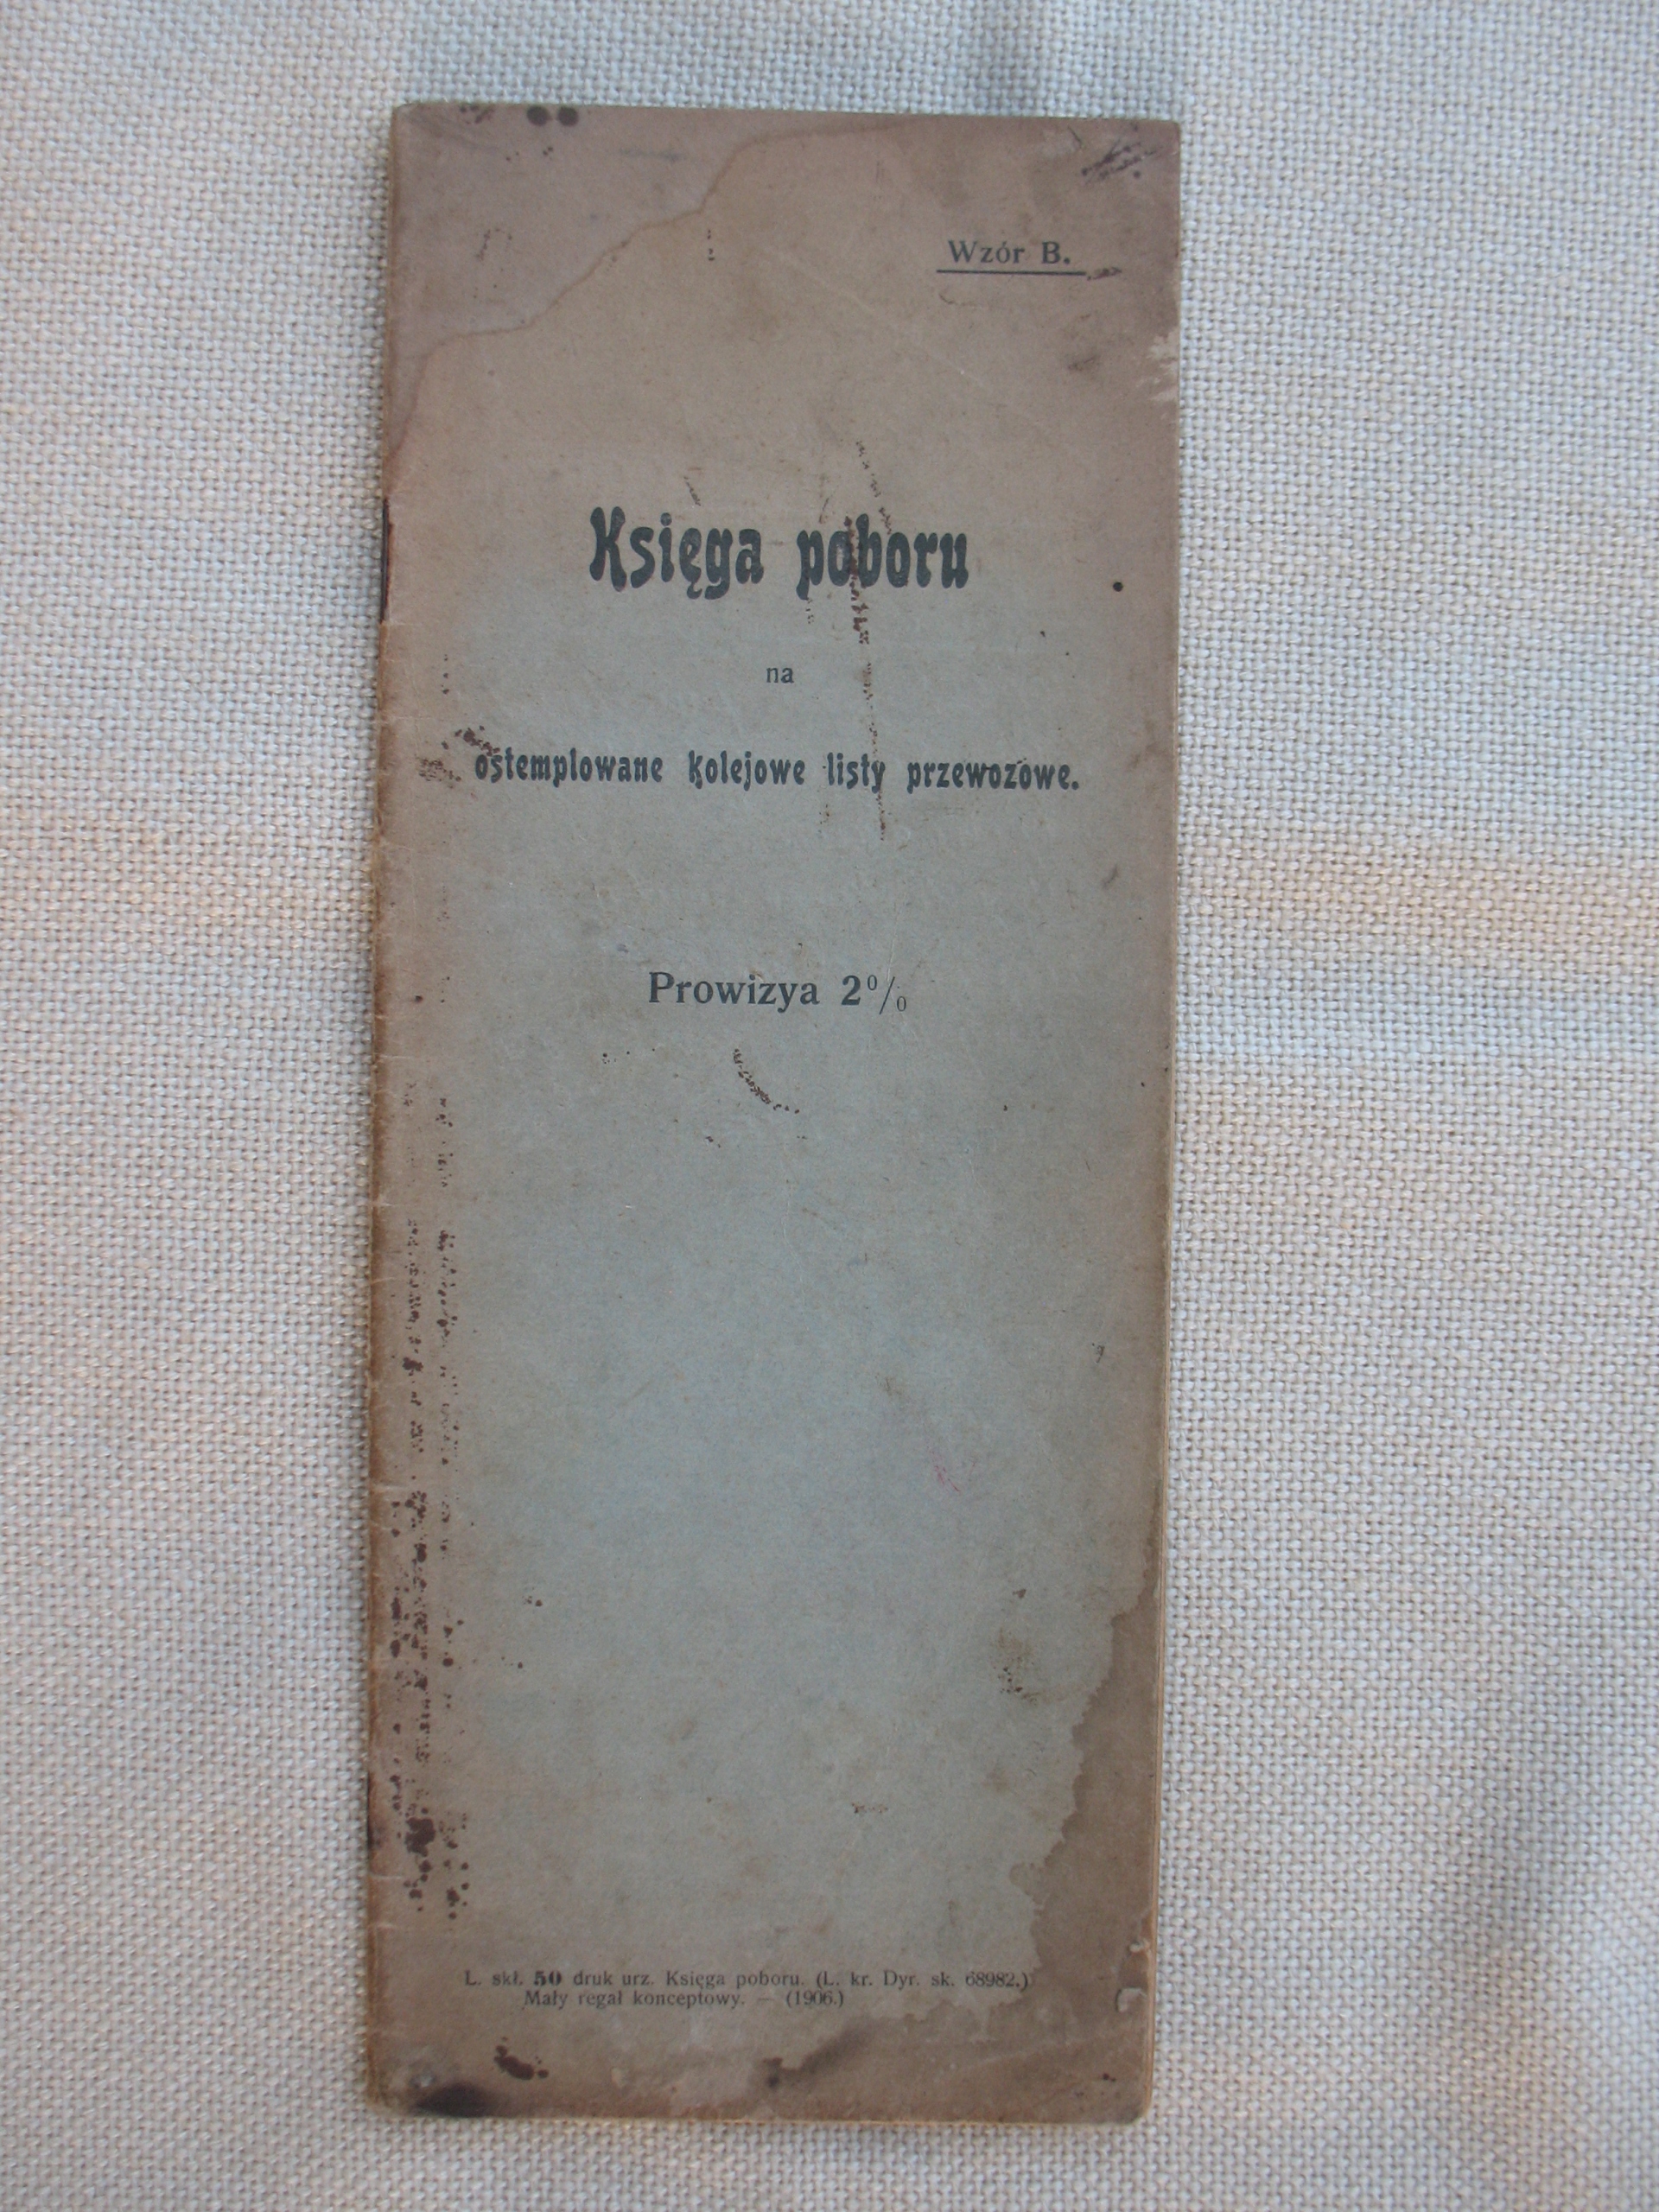 Wzór B.
Księga poboru
na
ostemplowane kolejowe listy przewozowe.
Prowizya 2%
L. skł. 50 druk urz. Księga poboru. (L. kr. Dyr. sk. 68982.)
Mały regał konceptowy. — (1906.)